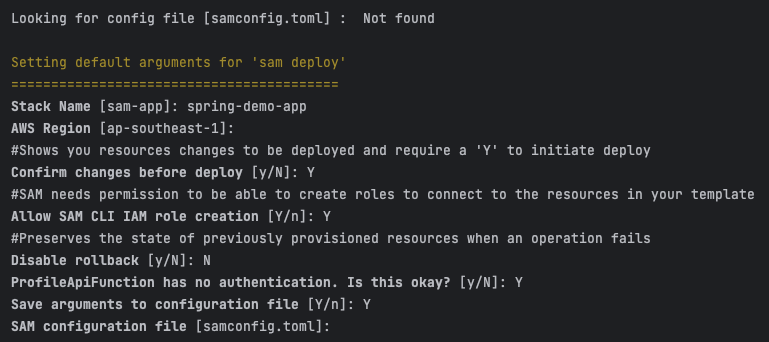 Looking for config file [samconfig.toml] :  Not found
Setting default arguments for 'sam deploy'
=========================================
Stack Name [sam-app]: spring-demo-app
AWS Region [ap-southeast-1]:
#Shows you resources changes to be deployed and require a 'Y' to initiate deploy
Confirm changes before deploy [y/N]: Y
#SAM needs permission to be able to create roles to connect to the resources in your template
Allow SAM CLI IAM role creation [Y/n]: Y
#Preserves the state of previously provisioned resources when an operation fails
Disable rollback [y/N]: N
ProfileApiFunction has no authentication. Is this okay? [y/N]: Y
Save arguments to configuration file [Y/n]: Y
SAM configuration file [samconfig.toml]: